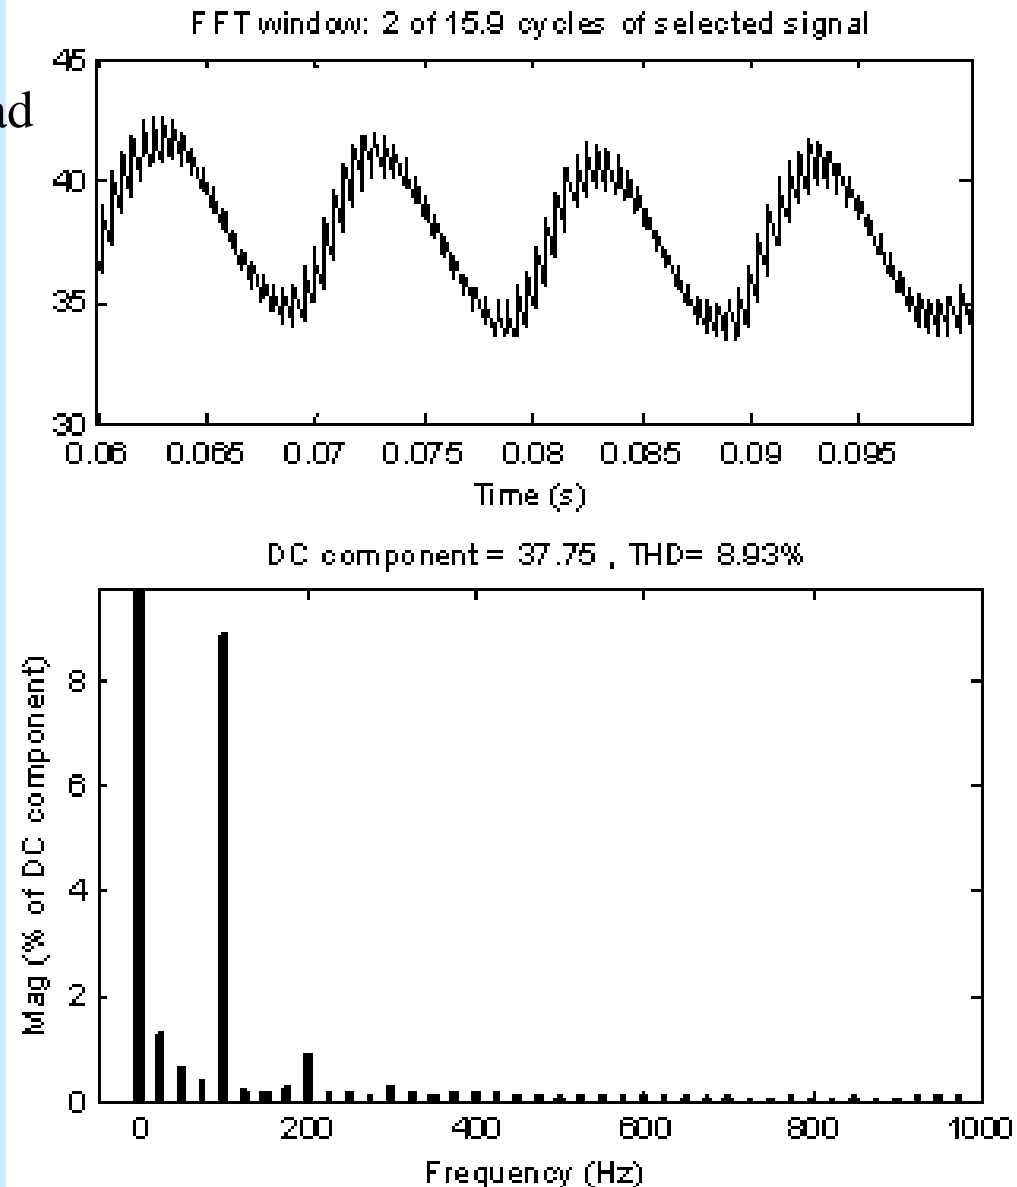 FFT window: 2 of 15.9 cycles of selected signal
ad
45
40
35
30
0.06 0.065 0.07 0.075 0.08 0.085 0.09 0.095
Time (s)
DC component = 37.75 , THD= 8.93%
Mag (% of DC component)
8
6
4
2
0
0 200 400 600 800 1000
Frequency (Hz)